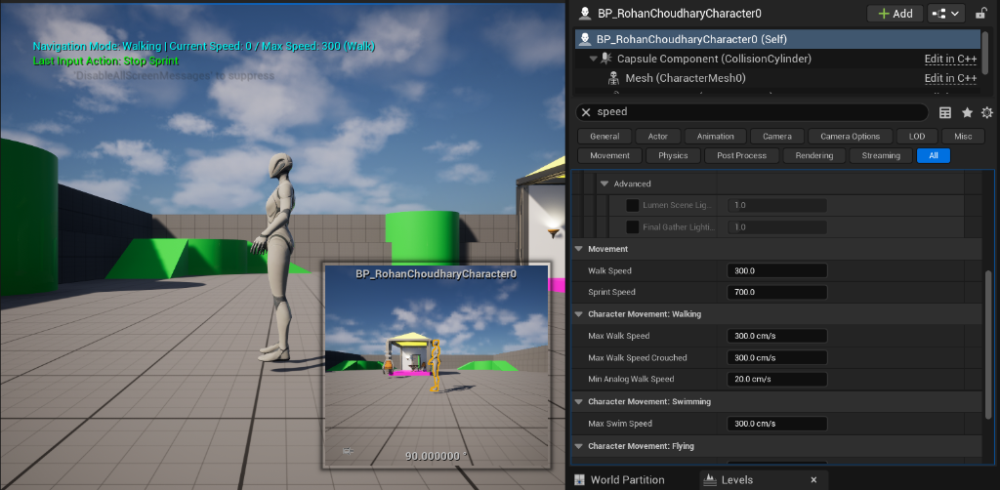 Navigation Mode: Walking | Current Speed: 0 / Max Speed: 300 (Walk)
Last Input Action: Stop Sprint
'DisableAllScreenMessages' to suppress
BP_RohanChoudharyCharacter0
90.000000 °
BP_RohanChoudharyCharacter0
Add
BP_RohanChoudharyCharacter0 (Self)
Capsule Component (CollisionCylinder) Edit in C++
Mesh (CharacterMesh0) Edit in C++
speed
General Actor Animation Camera Camera Options LOD Misc
Movement Physics Post Process Rendering Streaming All
Advanced
Lumen Scene Lig.. 1.0
Final Gather Lighti.. 1.0
Movement
Walk Speed 300.0
Sprint Speed 700.0
Character Movement: Walking
Max Walk Speed 300.0 cm/s
Max Walk Speed Crouched 300.0 cm/s
Min Analog Walk Speed 20.0 cm/s
Character Movement: Swimming
Max Swim Speed 300.0 cm/s
Character Movement: Flying
World Partition Levels